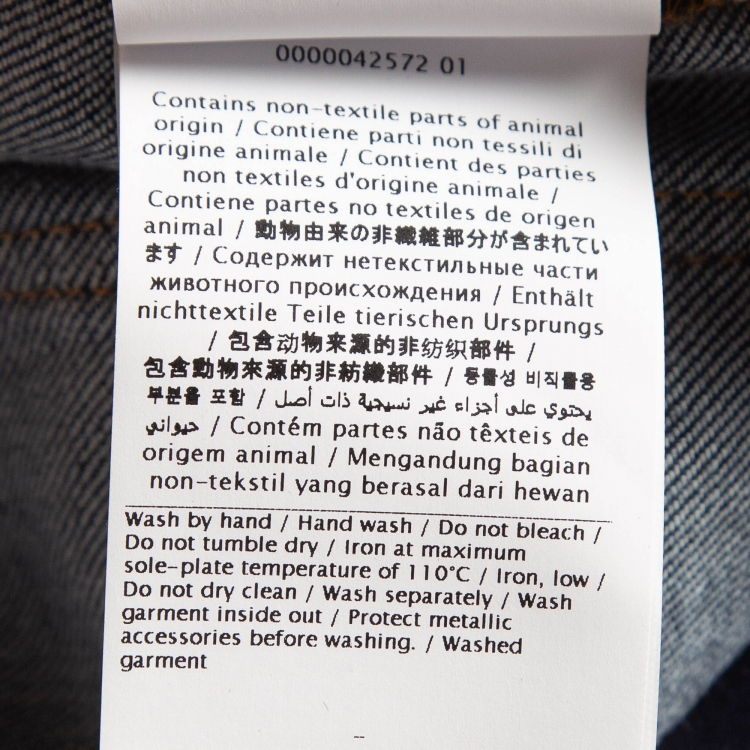 0000042572 01
Contains non-textile parts of animal
origin / Contiene parti non tessili di
origine animale / Contient des parties
non textiles d'origine animale /
Contiene partes no textiles de origen
animal / 動物由来の非繊維部分が含まれてい
ます / Содержит нетекстильные части
животного происхождения / Enthält
nichttextile Teile tierischen Ursprungs
/ 包含动物来源的非纺织部件 /
包含動物來源的非紡織部件 / 동물성 비직물용
부분을 포함 / يحتوي على أجزاء غير نسيجية ذات أصل
حيواني / Contém partes não têxteis de
origem animal / Mengandung bagian
non-tekstil yang berasal dari hewan
Wash by hand / Hand wash / Do not bleach /
Do not tumble dry / Iron at maximum
sole-plate temperature of 110°C / Iron, low /
Do not dry clean / Wash separately / Wash
garment inside out / Protect metallic
accessories before washing. / Washed
garment
--